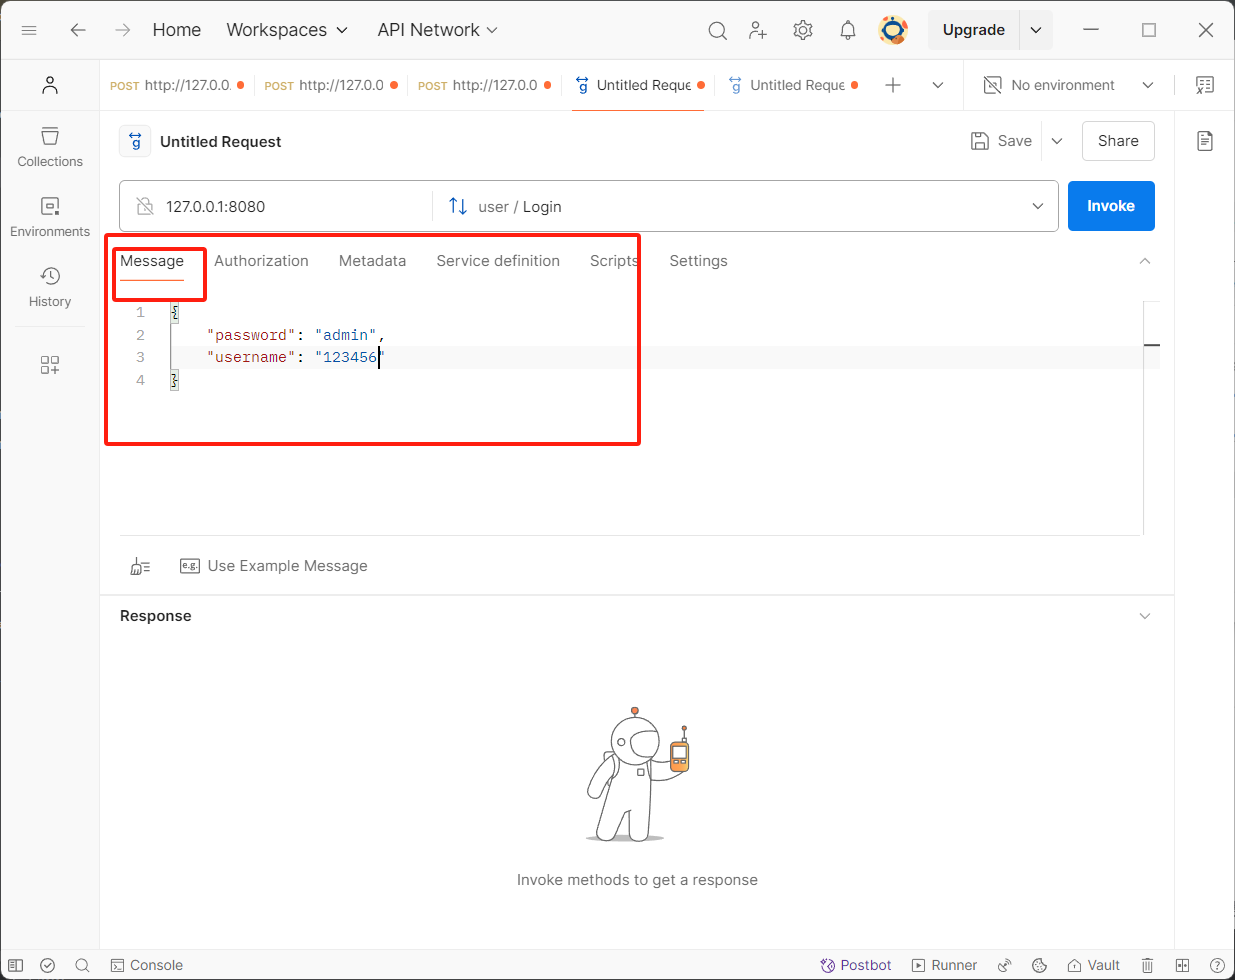 Home Workspaces API Network Upgrade
POST http://127.0.0. POST http://127.0.0 POST http://127.0.0 Untitled Reque Untitled Reque No environment
Untitled Request Save Share
Collections
127.0.0.1:8080 user / Login Invoke
Environments
Message Authorization Metadata Service definition Scripts Settings
History
1 {
2 "password": "admin",
3 "username": "123456"
4 }
e.g. Use Example Message
Response
Invoke methods to get a response
Console Postbot Runner Vault